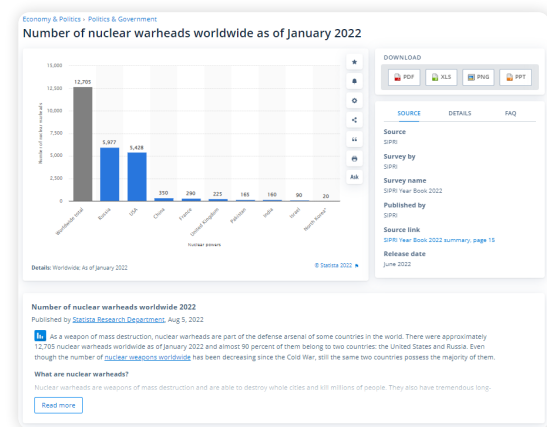 Economy & Politics › Politics & Government
Number of nuclear warheads worldwide as of January 2022
15,000
12,500
10,000
7,500
5,000
2,500
0
Number of nuclear warheads
12,705
5,977
5,428
350
290
225
165
160
90
20
Worldwide total
Russia
USA
China
France
United Kingdom
Pakistan
India
Israel
North Korea*
Nuclear powers
Ask
Details: Worldwide; As of January 2022
© Statista 2022
DOWNLOAD
PDF
XLS
PNG
PPT
SOURCE
DETAILS
FAQ
Source
SIPRI
Survey by
SIPRI
Survey name
SIPRI Year Book 2022
Published by
SIPRI
Source link
SIPRI Year Book 2022 summary, page 15
Release date
June 2022
Number of nuclear warheads worldwide 2022
Published by Statista Research Department, Aug 5, 2022
As a weapon of mass destruction, nuclear warheads are part of the defense arsenal of some countries in the world. There were approximately
12,705 nuclear warheads worldwide as of January 2022 and almost 90 percent of them belong to two countries: the United States and Russia. Even
though the number of nuclear weapons worldwide has been decreasing since the Cold War, still the same two countries possess the majority of them.
What are nuclear warheads?
Nuclear warheads are weapons of mass destruction and are able to destroy whole cities and kill millions of people. They also have tremendous long-
Read more